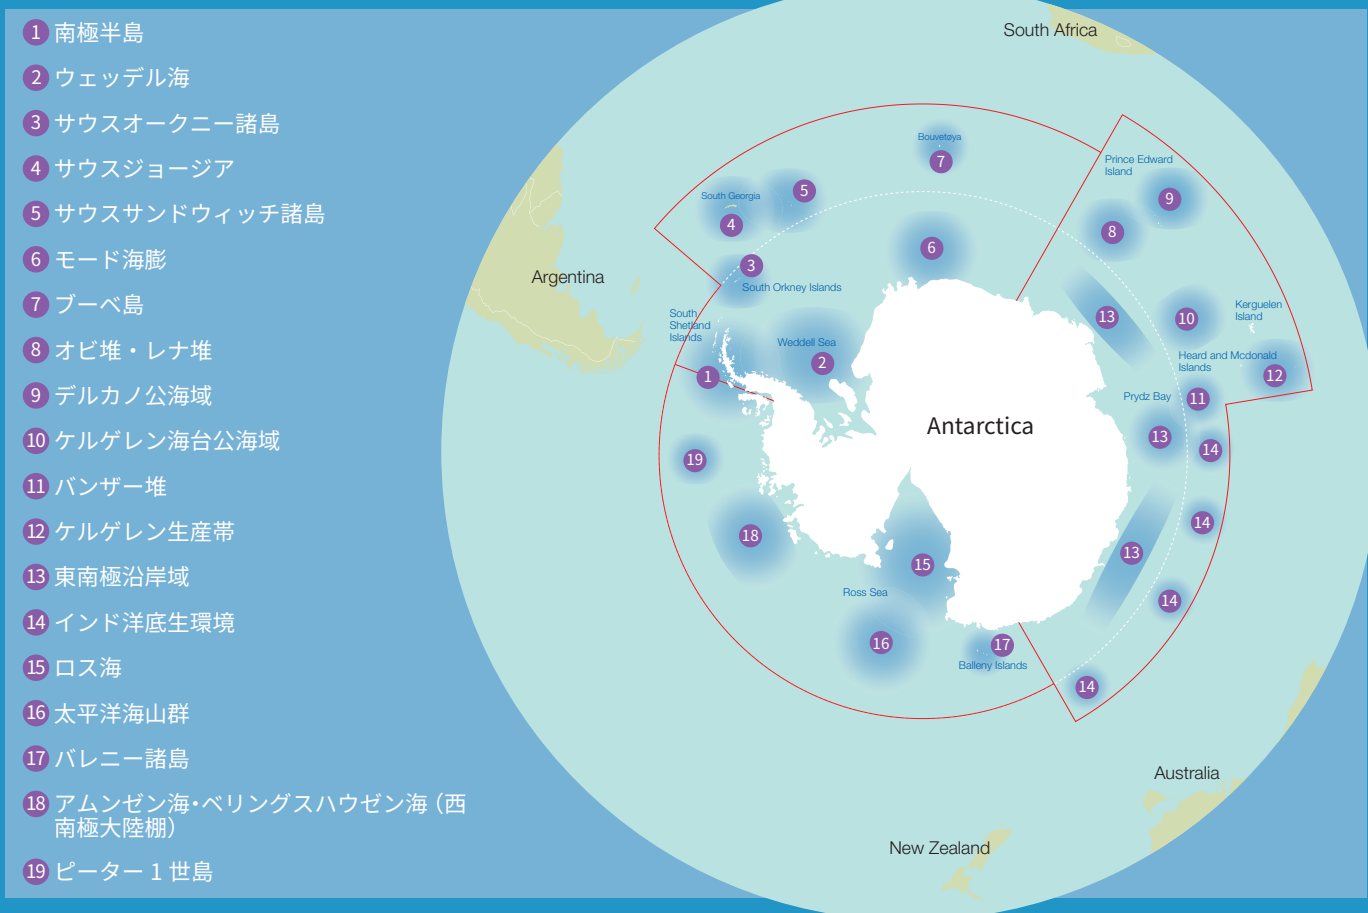 1 南極半島
2 ウェッデル海
3 サウスオークニー諸島
4 サウスジョージア
5 サウスサンドウィッチ諸島
6 モード海膨
7 ブーベ島
8 オビ堆・レナ堆
9 デルカノ公海域
10 ケルゲレン海台公海域
11 バンザー堆
12 ケルゲレン生産帯
13 東南極沿岸域
14 インド洋底生環境
15 ロス海
16 太平洋海山群
17 バレニー諸島
18 アムンゼン海・ベリングスハウゼン海（西
南極大陸棚）
19 ピーター 1 世島
South Africa
Bouvetøya
7
Prince Edward
Island
9
8
South Georgia
5
4
6
3
South Orkney Islands
Argentina
South
Shetland
Islands
13
10
Kerguelen
Island
Weddell Sea
2
1
Heard and Mcdonald
Islands
12
Prydz Bay
11
Antarctica
13
14
19
18
14
13
15
Ross Sea
14
16
17
Balleny Islands
14
Australia
New Zealand